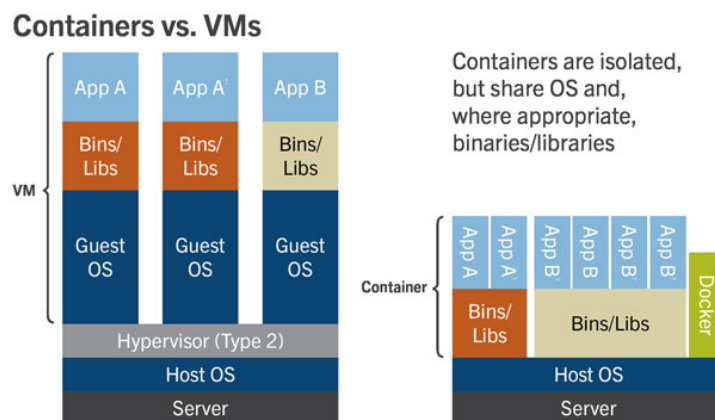 Containers vs. VMs
VM
App A
App A'
App B
Bins/
Libs
Bins/
Libs
Bins/
Libs
Guest
OS
Guest
OS
Guest
OS
Hypervisor (Type 2)
Host OS
Server
Containers are isolated,
but share OS and,
where appropriate,
binaries/libraries
Container
App A
App A'
App B'
App B
App B'
App B'
Docker
Bins/
Libs
Bins/Libs
Host OS
Server